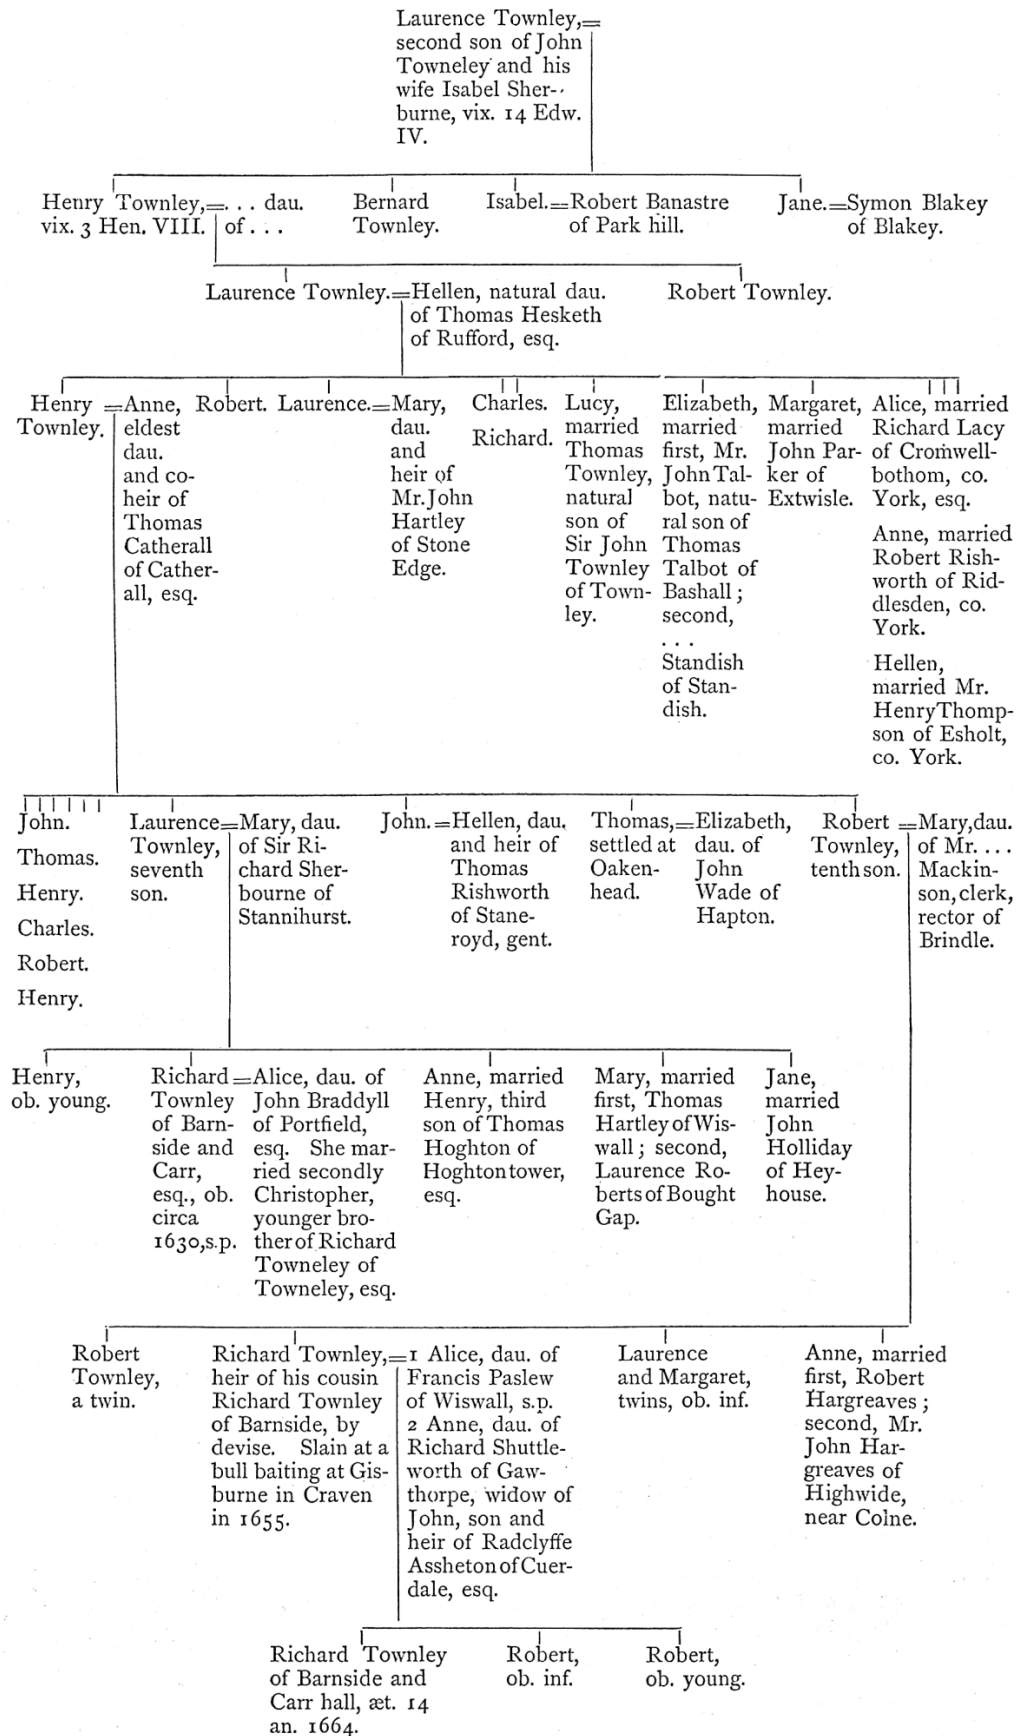 Laurence Townley,=
second son of John
Towneley and his
wife Isabel Sher-
burne, vix. 14 Edw.
IV.
Henry Townley,=. . . dau.
vix. 3 Hen. VIII. of . . .
Bernard
Townley.
Isabel.=Robert Banastre
of Park hill.
Jane.=Symon Blakey
of Blakey.
Laurence Townley.=Hellen, natural dau.
of Thomas Hesketh
of Rufford, esq.
Robert Townley.
Henry =
Townley.
Anne,
eldest
dau.
and co-
heir of
Thomas
Catherall
of Cather-
all, esq.
Robert.
Laurence.=
Mary,
dau.
and
heir of
Mr. John
Hartley
of Stone
Edge.
Charles.
Richard.
Lucy,
married
Thomas
Townley,
natural
son of
Sir John
Townley
of Town-
ley.
Elizabeth,
married
first, Mr.
John Tal-
bot, natu-
ral son of
Thomas
Talbot of
Bashall;
second,
. . .
Standish
of Stan-
dish.
Margaret,
married
John Par-
ker of
Extwisle.
Alice, married
Richard Lacy
of Cromwell-
bothom, co.
York, esq.
Anne, married
Robert Rish-
worth of Rid-
dlesden, co.
York.
Hellen,
married Mr.
Henry Thomp-
son of Esholt,
co. York.
John.
Thomas.
Henry.
Charles.
Robert.
Henry.
Laurence=
Townley,
seventh
son.
Mary, dau.
of Sir Ri-
chard Sher-
bourne of
Stannihurst.
John.=
Hellen, dau.
and heir of
Thomas
Rishworth
of Stane-
royd, gent.
Thomas,=
settled at
Oaken-
head.
Elizabeth,
dau. of
John
Wade of
Hapton.
Robert =
Townley,
tenth son.
Mary, dau.
of Mr. . . .
Mackin-
son, clerk,
rector of
Brindle.
Henry,
ob. young.
Richard =
Townley
of Barn-
side and
Carr,
esq., ob.
circa
1630, s.p.
Alice, dau. of
John Braddyll
of Portfield,
esq. She mar-
ried secondly
Christopher,
younger bro-
ther of Richard
Towneley of
Towneley, esq.
Anne, married
Henry, third
son of Thomas
Hoghton of
Hoghton tower,
esq.
Mary, married
first, Thomas
Hartley of Wis-
wall; second,
Laurence Ro-
berts of Bought
Gap.
Jane,
married
John
Holliday
of Hey-
house.
Robert
Townley,
a twin.
Richard Townley,=
heir of his cousin
Richard Townley
of Barnside, by
devise. Slain at a
bull baiting at Gis-
burne in Craven
in 1655.
1 Alice, dau. of
Francis Paslew
of Wiswall, s.p.
2 Anne, dau. of
Richard Shuttle-
worth of Gaw-
thorpe, widow of
John, son and
heir of Radclyffe
Assheton of Cuer-
dale, esq.
Laurence
and Margaret,
twins, ob. inf.
Anne, married
first, Robert
Hargreaves;
second, Mr.
John Har-
greaves of
Highwide,
near Colne.
Richard Townley
of Barnside and
Carr hall, æt. 14
an. 1664.
Robert,
ob. inf.
Robert,
ob. young.